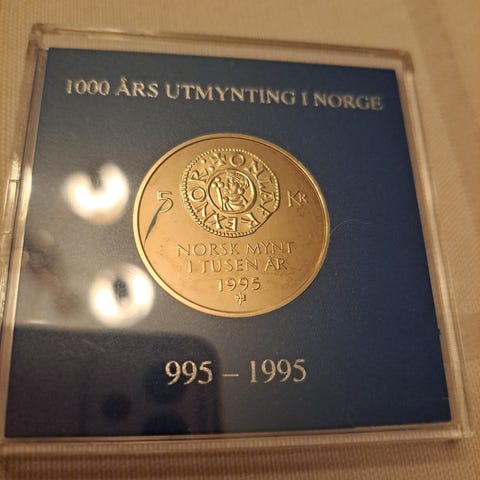 1000 ÅRS UTMYNTING I NORGE
5 KR
NORSK MYNT
I TUSEN ÅR
1995
995 – 1995